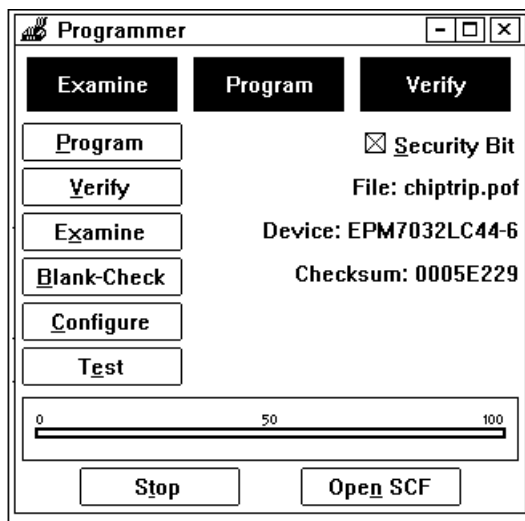 Programmer
Examine Program Verify
Program
Security Bit
Verify
File: chiptrip.pof
Examine
Device: EPM7032LC44-6
Blank-Check
Checksum: 0005E229
Configure
Test
0 50 100
Stop Open SCF